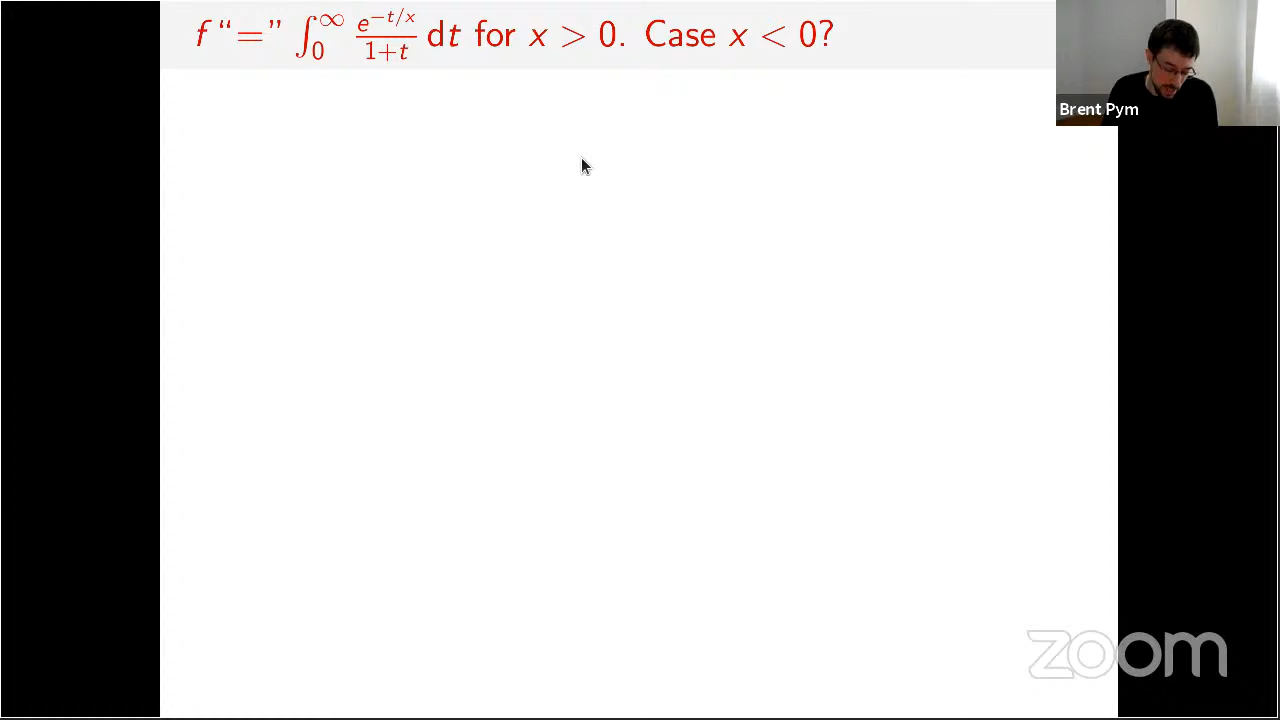 f “=” ∫₀^∞ e^{−t/x}/(1+t) dt for x > 0. Case x < 0?
Brent Pym
zoom